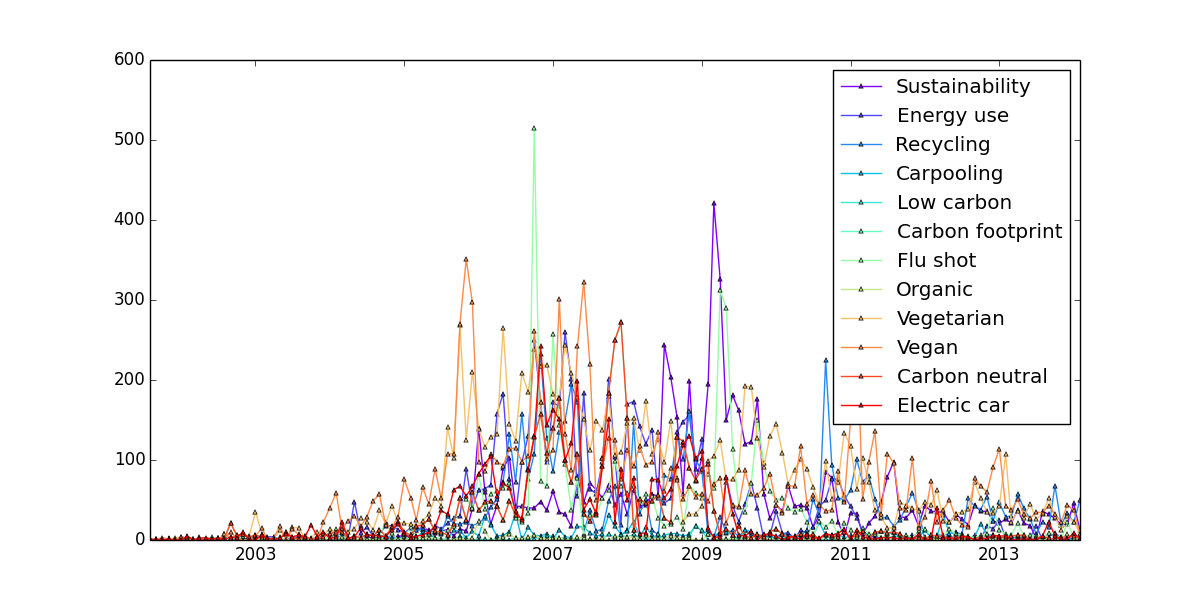 600
500
400
300
200
100
0
2003 2005 2007 2009 2011 2013
Sustainability
Energy use
Recycling
Carpooling
Low carbon
Carbon footprint
Flu shot
Organic
Vegetarian
Vegan
Carbon neutral
Electric car